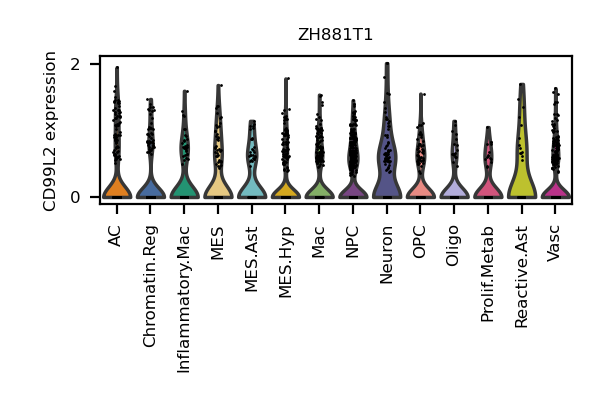 ZH881T1
CD99L2 expression
2
0
AC
Chromatin.Reg
Inflammatory.Mac
MES
MES.Ast
MES.Hyp
Mac
NPC
Neuron
OPC
Oligo
Prolif.Metab
Reactive.Ast
Vasc